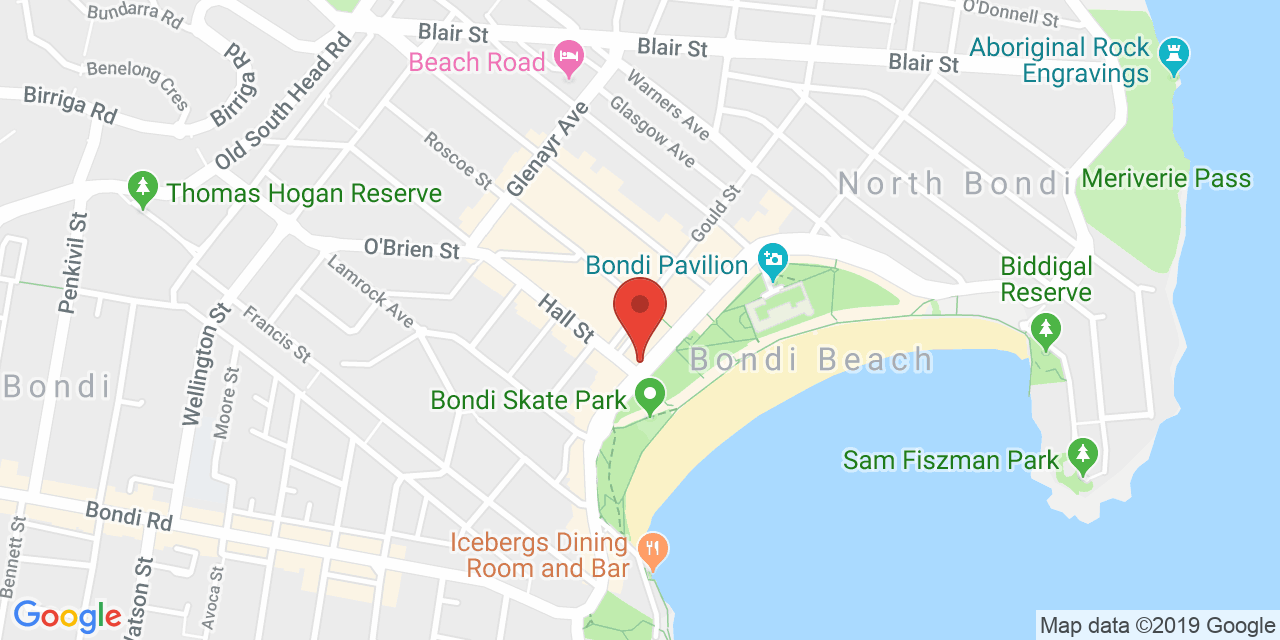 Bundarra Rd
O'Donnell St
Blair St
Blair St
Blair St
Aboriginal Rock
Engravings
Beach Road
Benelong Cres
Birriga Rd
Birriga Rd
Old South Head Rd
Warners Ave
Glasgow Ave
Roscoe St
Glenayr Ave
Thomas Hogan Reserve
North Bondi
Meriverie Pass
Gould St
Penkivil St
O'Brien St
Bondi Pavilion
Biddigal
Reserve
Lamrock Ave
Hall St
Francis St
Wellington St
Bondi Beach
Bondi
Moore St
Bondi Skate Park
Sam Fiszman Park
Bondi Rd
Icebergs Dining
Room and Bar
Bennett St
Watson St
Avoca St
Google
Map data ©2019 Google